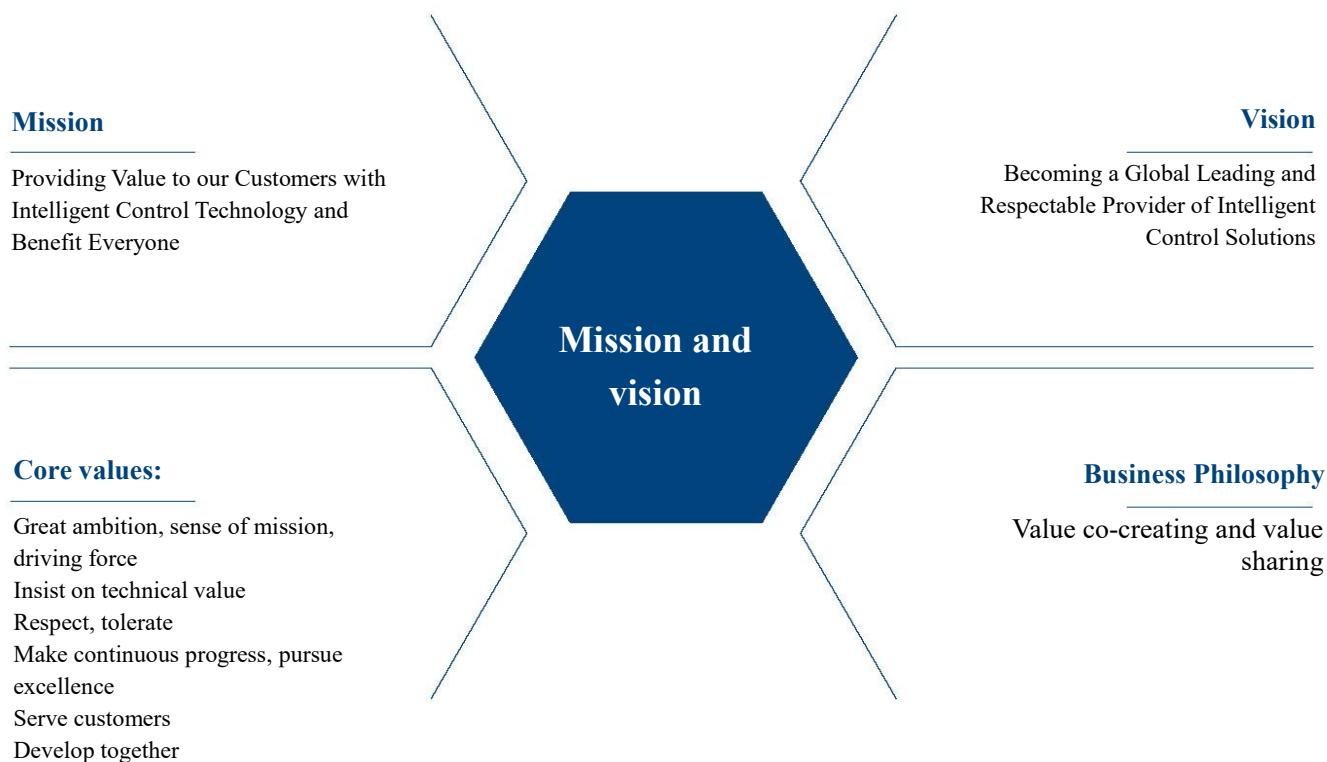 Mission
Providing Value to our Customers with
Intelligent Control Technology and
Benefit Everyone
Vision
Becoming a Global Leading and
Respectable Provider of Intelligent
Control Solutions
Mission and
vision
Core values:
Great ambition, sense of mission,
driving force
Insist on technical value
Respect, tolerate
Make continuous progress, pursue
excellence
Serve customers
Develop together
Business Philosophy
Value co-creating and value
sharing